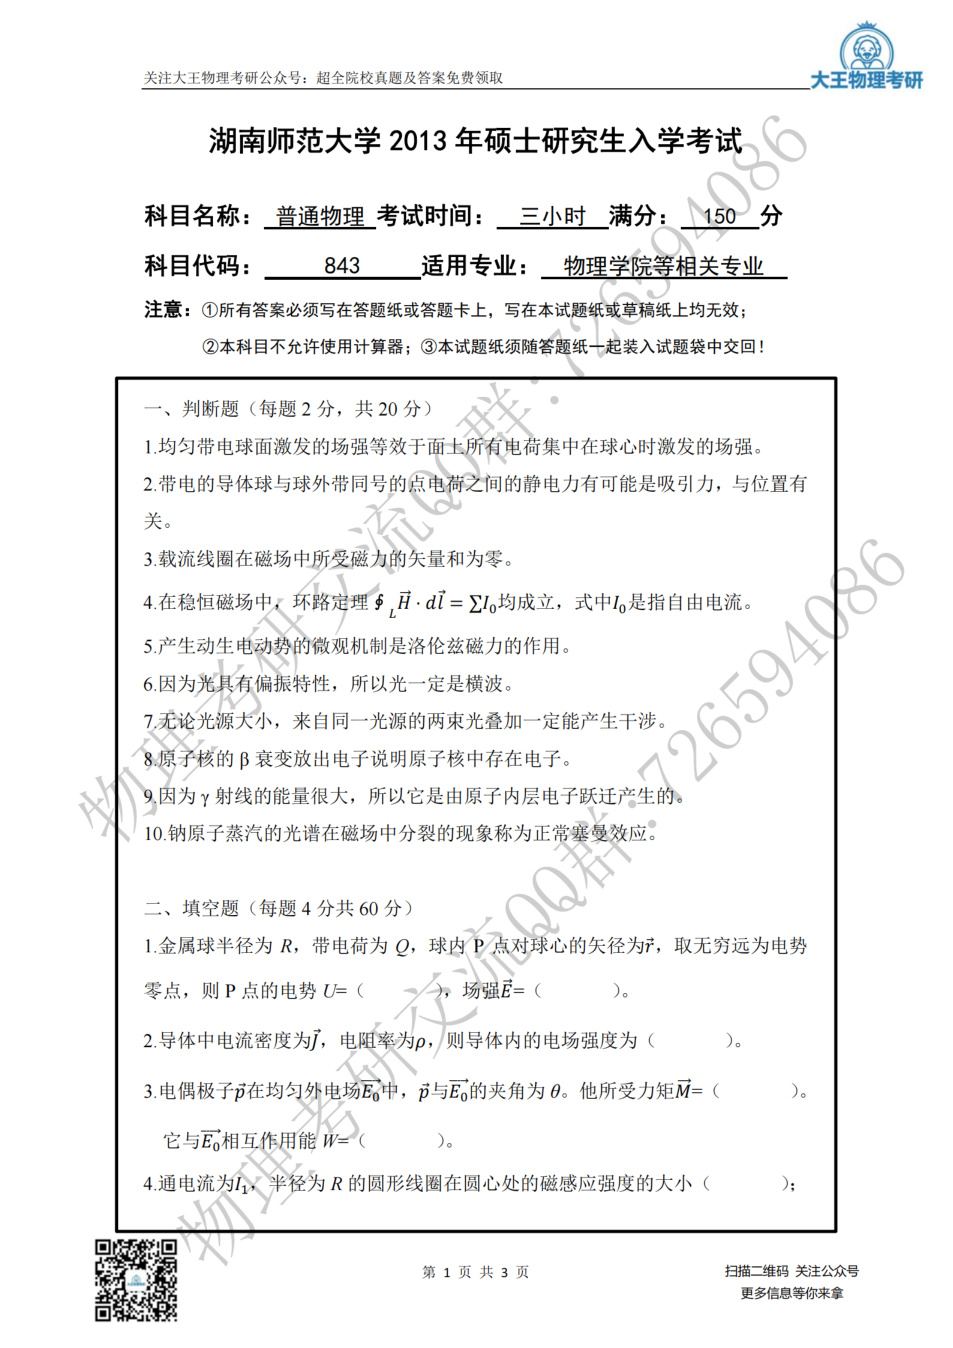 关注大王物理考研公众号：超全院校真题及答案免费领取
大王物理考研
湖南师范大学 2013 年硕士研究生入学考试
科目名称： 普通物理 考试时间： 三小时 满分： 150 分
科目代码： 843 适用专业： 物理学院等相关专业
注意：①所有答案必须写在答题纸或答题卡上，写在本试题纸或草稿纸上均无效；
②本科目不允许使用计算器；③本试题纸须随答题纸一起装入试题袋中交回！
一、判断题（每题 2 分，共 20 分）
1.均匀带电球面激发的场强等效于面上所有电荷集中在球心时激发的场强。
2.带电的导体球与球外带同号的点电荷之间的静电力有可能是吸引力，与位置有
关。
3.载流线圈在磁场中所受磁力的矢量和为零。
4.在稳恒磁场中，环路定理 ∮_L H⃗ · dl⃗ = ∑I₀均成立，式中I₀是指自由电流。
5.产生动生电动势的微观机制是洛伦兹磁力的作用。
6.因为光具有偏振特性，所以光一定是横波。
7.无论光源大小，来自同一光源的两束光叠加一定能产生干涉。
8.原子核的 β 衰变放出电子说明原子核中存在电子。
9.因为 γ 射线的能量很大，所以它是由原子内层电子跃迁产生的。
10.钠原子蒸汽的光谱在磁场中分裂的现象称为正常塞曼效应。
二、填空题（每题 4 分共 60 分）
1.金属球半径为 R，带电荷为 Q，球内 P 点对球心的矢径为r⃗，取无穷远为电势
零点，则 P 点的电势 U=（ ），场强E⃗=（ ）。
2.导体中电流密度为J⃗，电阻率为ρ，则导体内的电场强度为（ ）。
3.电偶极子p⃗在均匀外电场E₀⃗中，p⃗与E₀⃗的夹角为 θ。他所受力矩M⃗=（ ）。
它与E₀⃗相互作用能 W=（ ）。
4.通电流为I₁，半径为 R 的圆形线圈在圆心处的磁感应强度的大小（ ）；
物理考研交流QQ群：726594086
物理考研交流QQ群：726594086
大王物理考研
第 1 页 共 3 页
扫描二维码 关注公众号
更多信息等你来拿